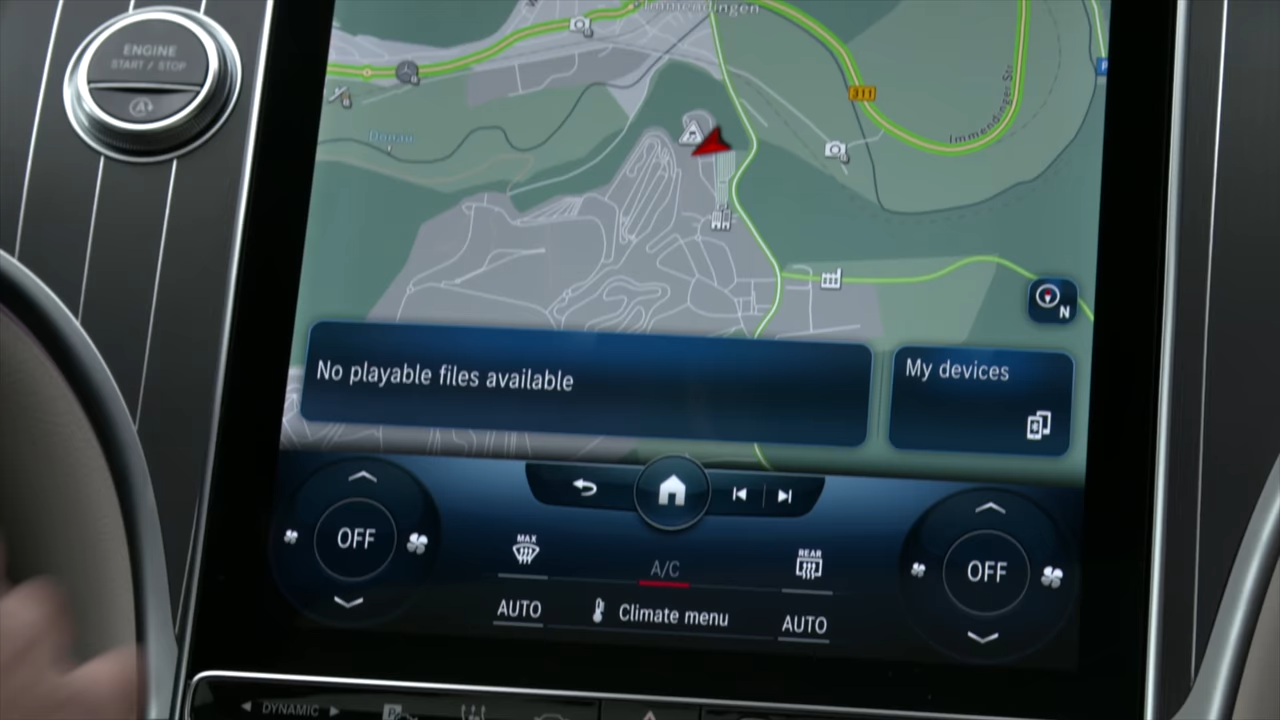 ENGINE
START / STOP
A
Immendingen
311
P
Donau
Immendinger Str
N
No playable files available
My devices
OFF
MAX
A/C
REAR
OFF
AUTO
Climate menu
AUTO
DYNAMIC
P